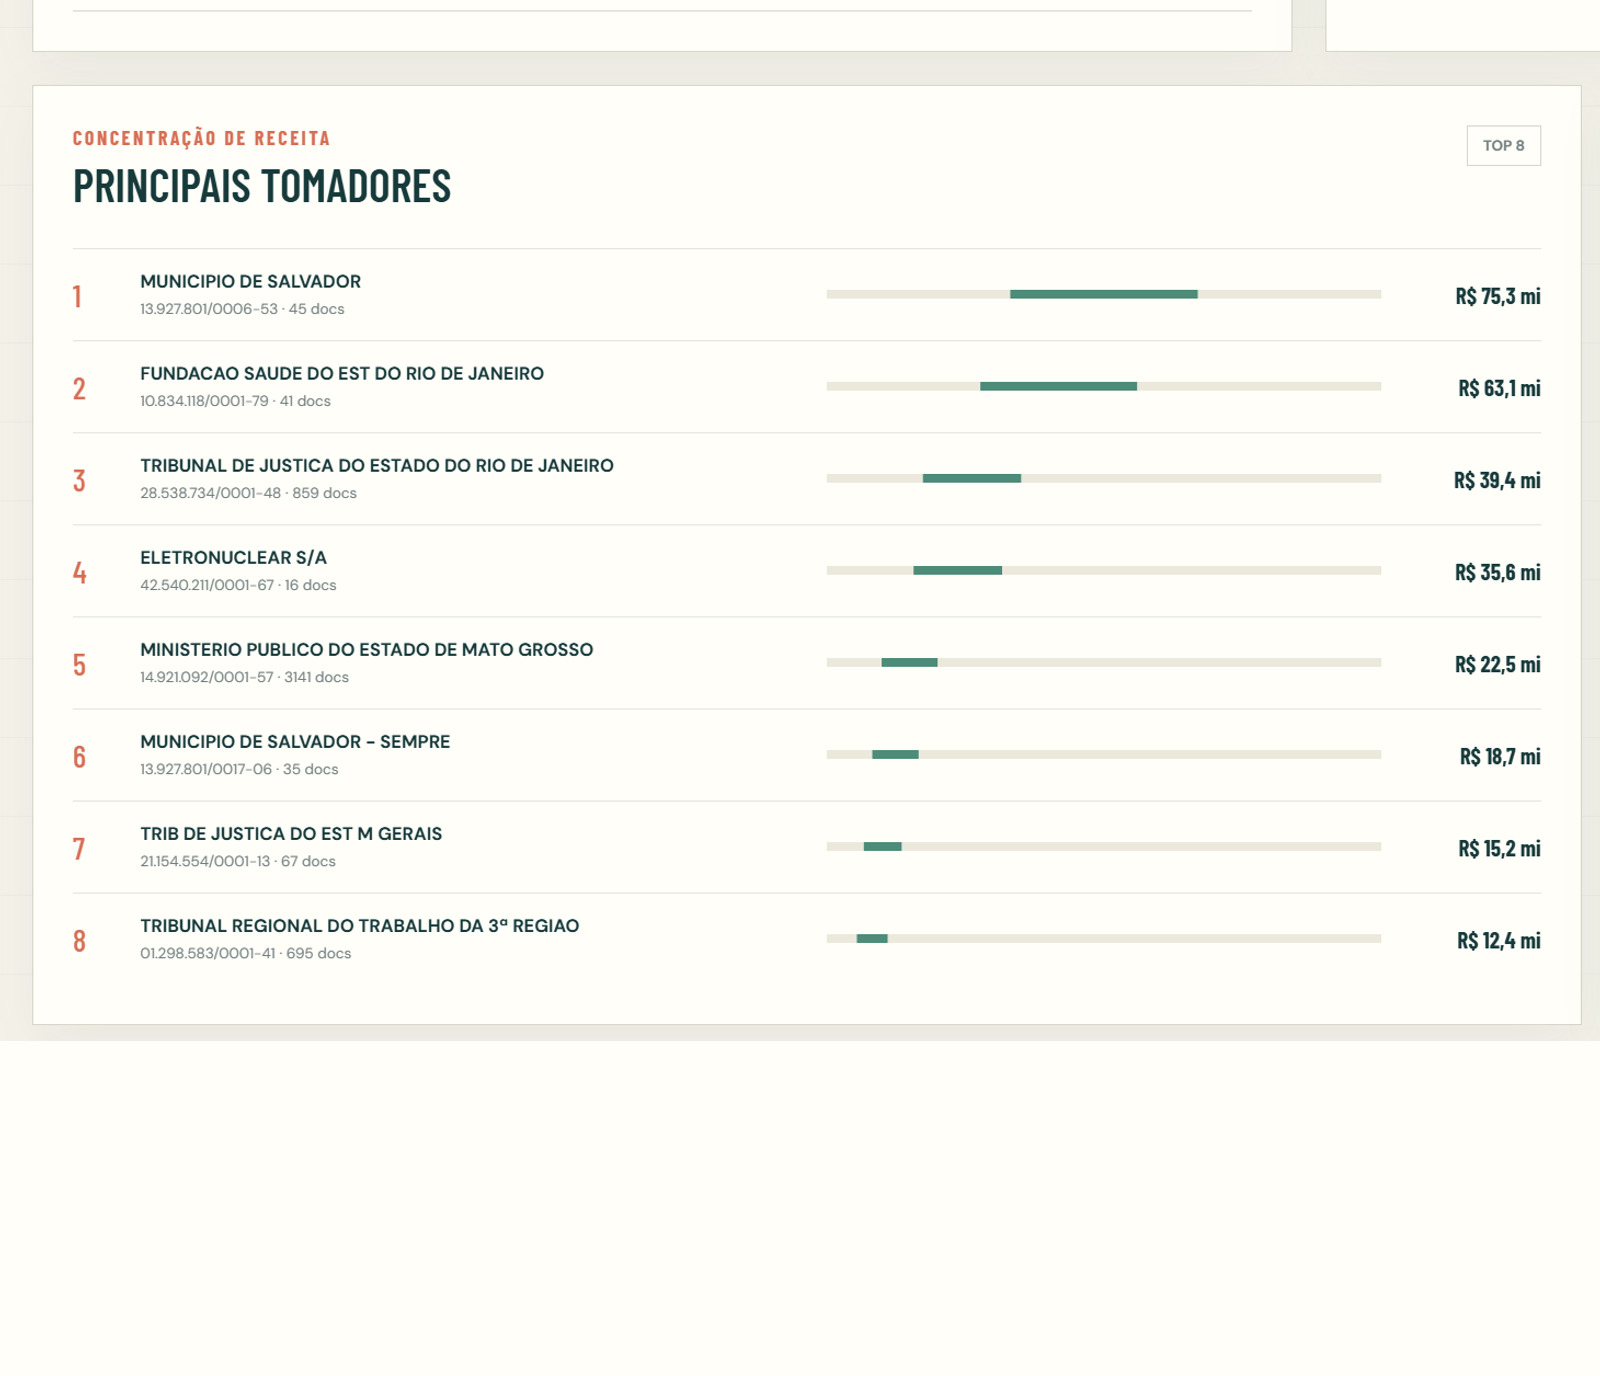 CONCENTRAÇÃO DE RECEITA
PRINCIPAIS TOMADORES
TOP 8
1
MUNICIPIO DE SALVADOR
13.927.801/0006-53 · 45 docs
R$ 75,3 mi
2
FUNDACAO SAUDE DO EST DO RIO DE JANEIRO
10.834.118/0001-79 · 41 docs
R$ 63,1 mi
3
TRIBUNAL DE JUSTICA DO ESTADO DO RIO DE JANEIRO
28.538.734/0001-48 · 859 docs
R$ 39,4 mi
4
ELETRONUCLEAR S/A
42.540.211/0001-67 · 16 docs
R$ 35,6 mi
5
MINISTERIO PUBLICO DO ESTADO DE MATO GROSSO
14.921.092/0001-57 · 3141 docs
R$ 22,5 mi
6
MUNICIPIO DE SALVADOR - SEMPRE
13.927.801/0017-06 · 35 docs
R$ 18,7 mi
7
TRIB DE JUSTICA DO EST M GERAIS
21.154.554/0001-13 · 67 docs
R$ 15,2 mi
8
TRIBUNAL REGIONAL DO TRABALHO DA 3ª REGIAO
01.298.583/0001-41 · 695 docs
R$ 12,4 mi